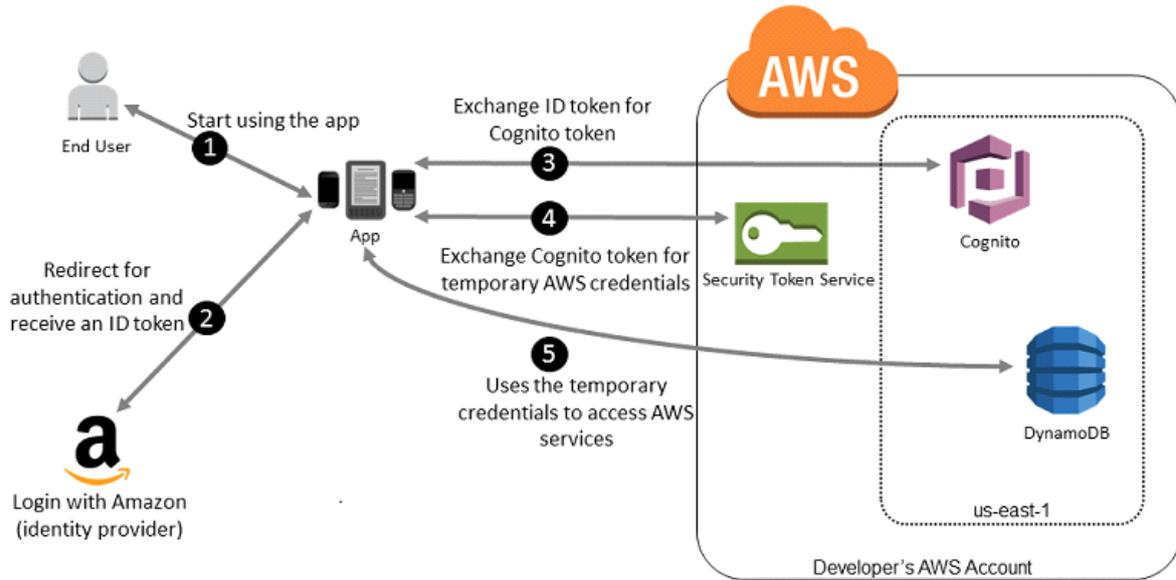 AWS
End User
Start using the app
1
Exchange ID token for
Cognito token
3
App
4
Exchange Cognito token for
temporary AWS credentials
Security Token Service
Cognito
Redirect for
authentication and
receive an ID token
2
5
Uses the temporary
credentials to access AWS
services
DynamoDB
a
Login with Amazon
(identity provider)
us-east-1
Developer's AWS Account